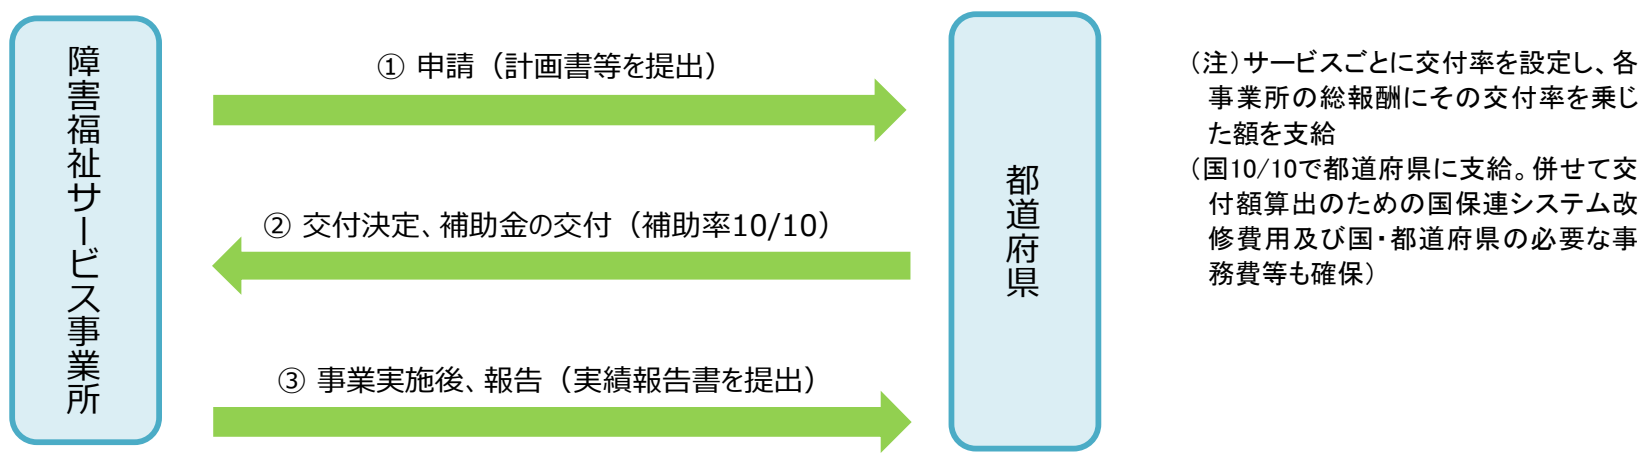 障害福祉サービス事業所
① 申請（計画書等を提出）
② 交付決定、補助金の交付（補助率10/10）
③ 事業実施後、報告（実績報告書を提出）
都道府県
（注）サービスごとに交付率を設定し、各
事業所の総報酬にその交付率を乗じ
た額を支給
（国10/10で都道府県に支給。併せて交
付額算出のための国保連システム改
修費用及び国・都道府県の必要な事
務費等も確保）